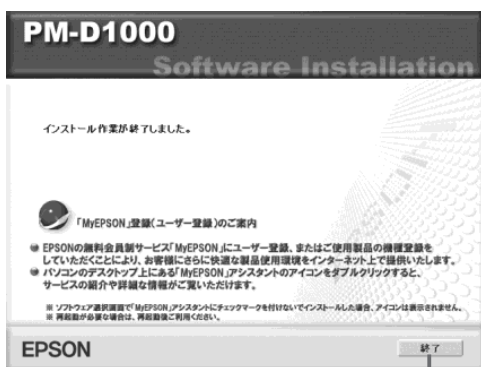 PM-D1000
Software Installation
インストール作業が終了しました。
「MyEPSON」登録(ユーザー登録)のご案内
EPSONの無料会員制サービス「MyEPSON」にユーザー登録、またはご使用製品の機種登録を
していただくことにより、お客様にさらに快適な製品使用環境をインターネット上で提供いたします。
パソコンのデスクトップ上にある「MyEPSON」アシスタントのアイコンをダブルクリックすると、
サービスの紹介や詳細な情報がご覧いただけます。
※ ソフトウェア選択画面で「MyEPSON」アシスタントにチェックマークを付けないでインストールした場合、アイコンは表示されません。
※ 再起動が必要な場合は、再起動後ご利用ください。
EPSON
終了